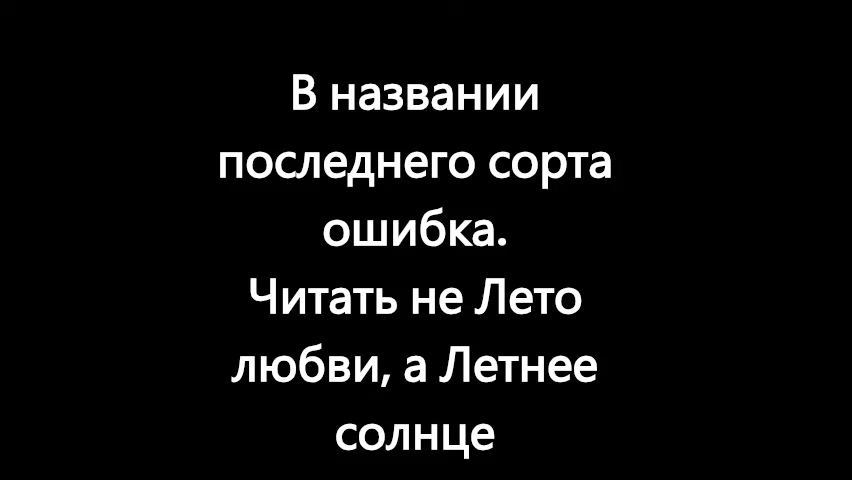 В названии
последнего сорта
ошибка.
Читать не Лето
любви, а Летнее
солнце